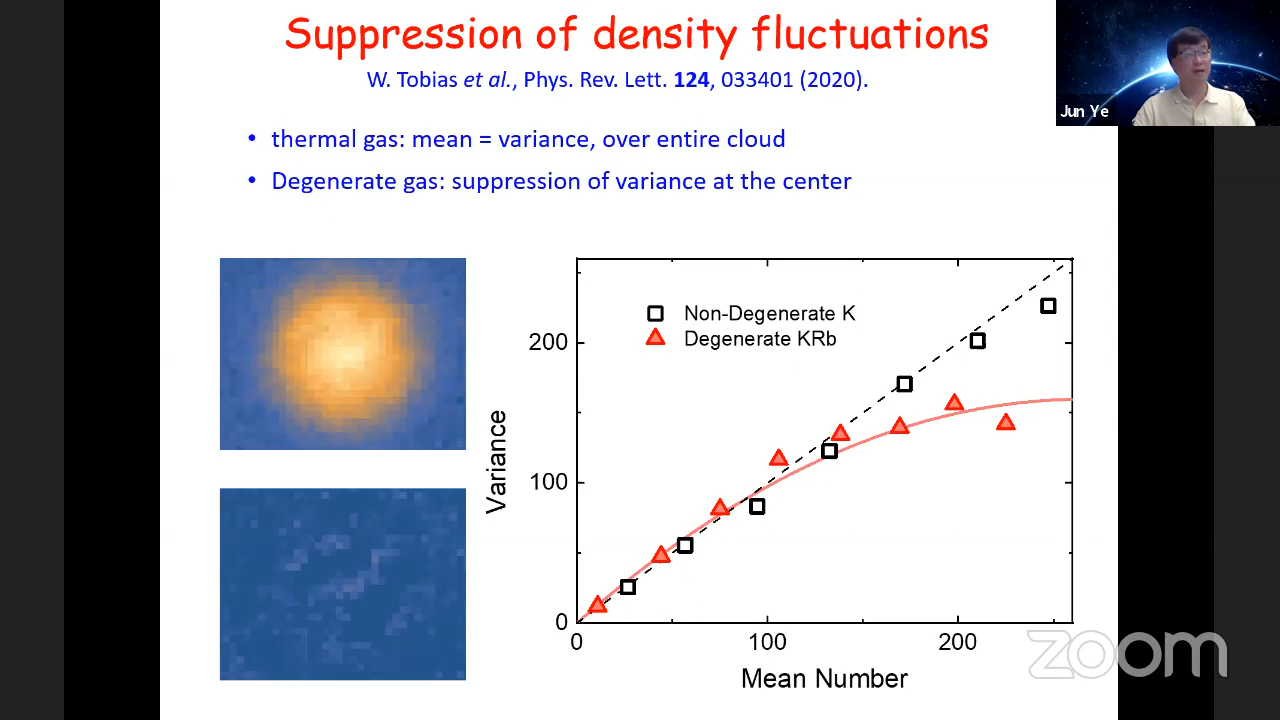 Suppression of density fluctuations
W. Tobias et al., Phys. Rev. Lett. 124, 033401 (2020).
Jun Ye
• thermal gas: mean = variance, over entire cloud
• Degenerate gas: suppression of variance at the center
Non-Degenerate K
Degenerate KRb
Variance
200
100
0
0 100 200
Mean Number
zoom